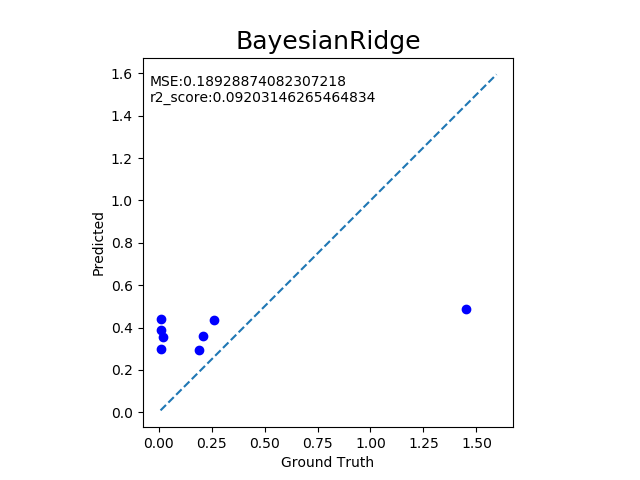 BayesianRidge
MSE:0.18928874082307218
r2_score:0.09203146265464834
1.6
1.4
1.2
1.0
0.8
0.6
0.4
0.2
0.0
Predicted
0.00 0.25 0.50 0.75 1.00 1.25 1.50
Ground Truth